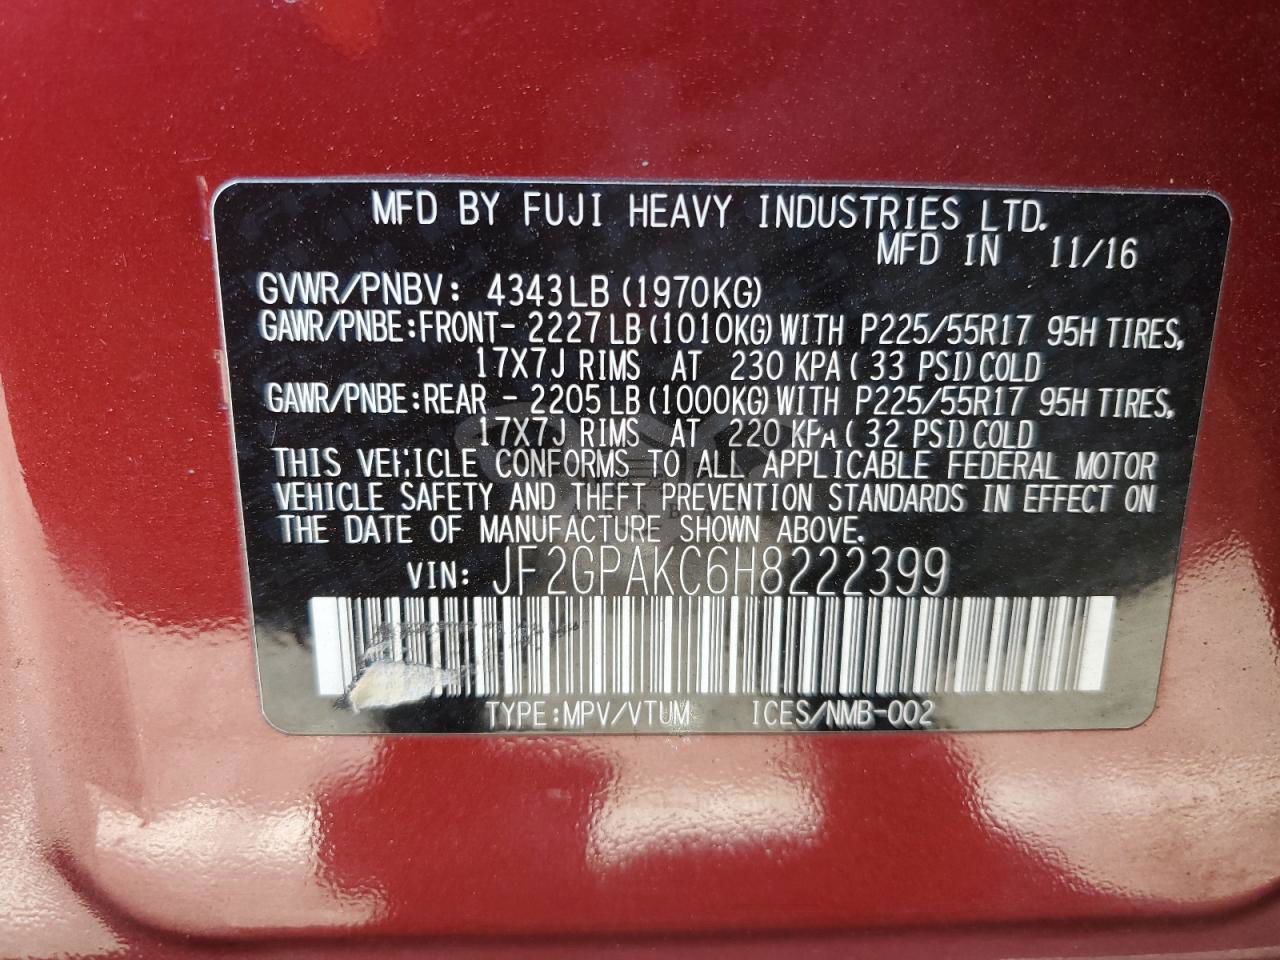 MFD BY FUJI HEAVY INDUSTRIES LTD.
MFD IN 11/16
GVWR/PNBV: 4343LB (1970KG)
GAWR/PNBE:FRONT- 2227 LB (1010KG) WITH P225/55R17 95H TIRES,
17X7J RIMS AT 230 KPA ( 33 PSI) COLD
GAWR/PNBE:REAR - 2205 LB (1000KG) WITH P225/55R17 95H TIRES,
17X7J RIMS AT 220 KPA ( 32 PSI) COLD
THIS VEHICLE CONFORMS TO ALL APPLICABLE FEDERAL MOTOR
VEHICLE SAFETY AND THEFT PREVENTION STANDARDS IN EFFECT ON
THE DATE OF MANUFACTURE SHOWN ABOVE.
VIN: JF2GPAKC6H8222399
TYPE:MPV/VTUM ICES/NMB-002